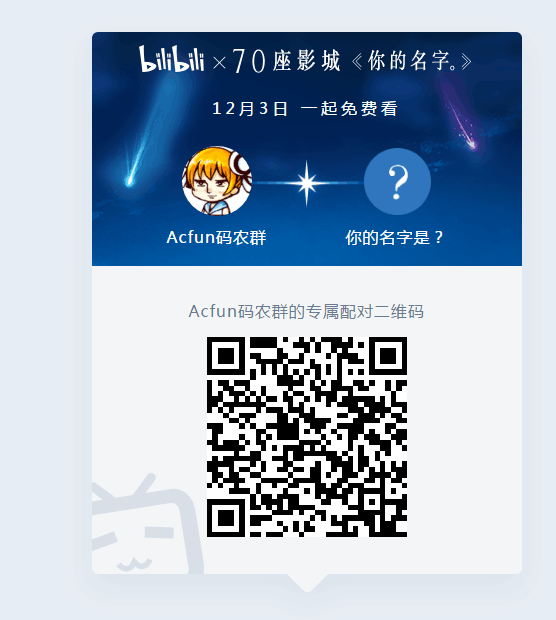 bilibili × 70座影城《你的名字。》
12月3日 一起免费看
?
Acfun码农群 你的名字是?
Acfun码农群的专属配对二维码